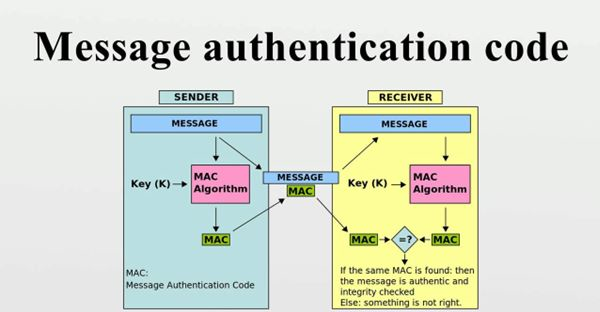 Message authentication code
SENDER
MESSAGE
Key (K)
MAC
Algorithm
MAC
MAC:
Message Authentication Code
MESSAGE
MAC
RECEIVER
MESSAGE
Key (K)
MAC
Algorithm
MAC
=?
MAC
If the same MAC is found: then
the message is authentic and
integrity checked
Else: something is not right.